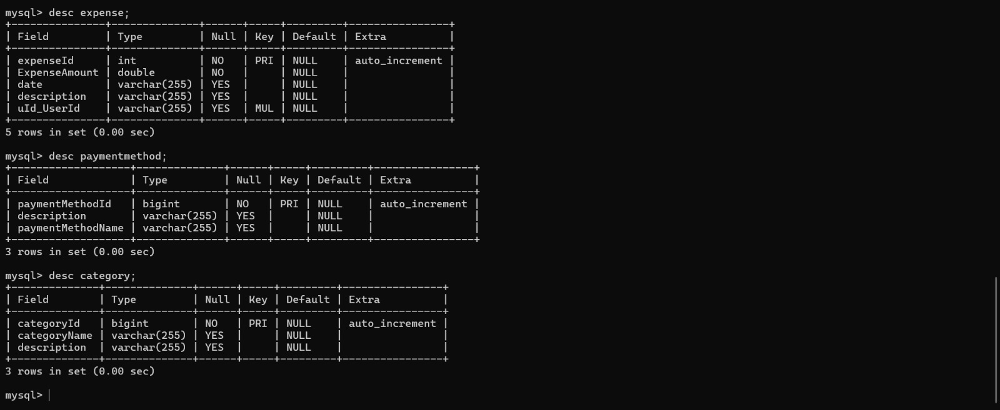 mysql> desc expense;
+---------------+--------------+------+-----+---------+----------------+
| Field         | Type         | Null | Key | Default | Extra          |
+---------------+--------------+------+-----+---------+----------------+
| expenseId     | int          | NO   | PRI | NULL    | auto_increment |
| ExpenseAmount | double       | NO   |     | NULL    |                |
| date          | varchar(255) | YES  |     | NULL    |                |
| description   | varchar(255) | YES  |     | NULL    |                |
| uId_UserId    | varchar(255) | YES  | MUL | NULL    |                |
+---------------+--------------+------+-----+---------+----------------+
5 rows in set (0.00 sec)
mysql> desc paymentmethod;
+-------------------+--------------+------+-----+---------+----------------+
| Field             | Type         | Null | Key | Default | Extra          |
+-------------------+--------------+------+-----+---------+----------------+
| paymentMethodId   | bigint       | NO   | PRI | NULL    | auto_increment |
| description       | varchar(255) | YES  |     | NULL    |                |
| paymentMethodName | varchar(255) | YES  |     | NULL    |                |
+-------------------+--------------+------+-----+---------+----------------+
3 rows in set (0.00 sec)
mysql> desc category;
+--------------+--------------+------+-----+---------+----------------+
| Field        | Type         | Null | Key | Default | Extra          |
+--------------+--------------+------+-----+---------+----------------+
| categoryId   | bigint       | NO   | PRI | NULL    | auto_increment |
| categoryName | varchar(255) | YES  |     | NULL    |                |
| description  | varchar(255) | YES  |     | NULL    |                |
+--------------+--------------+------+-----+---------+----------------+
3 rows in set (0.00 sec)
mysql>